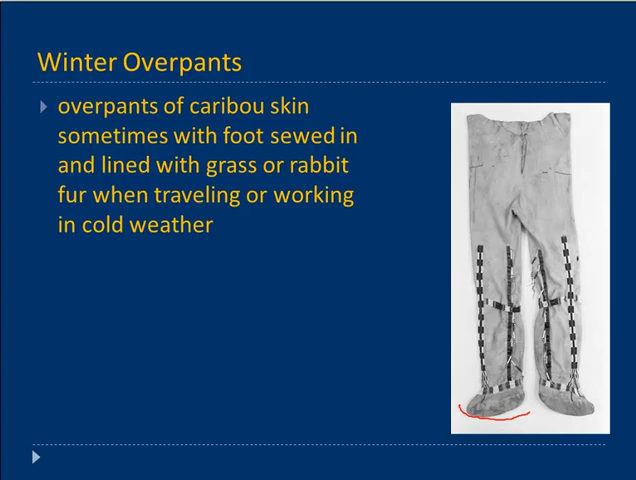 Winter Overpants
overpants of caribou skin
sometimes with foot sewed in
and lined with grass or rabbit
fur when traveling or working
in cold weather